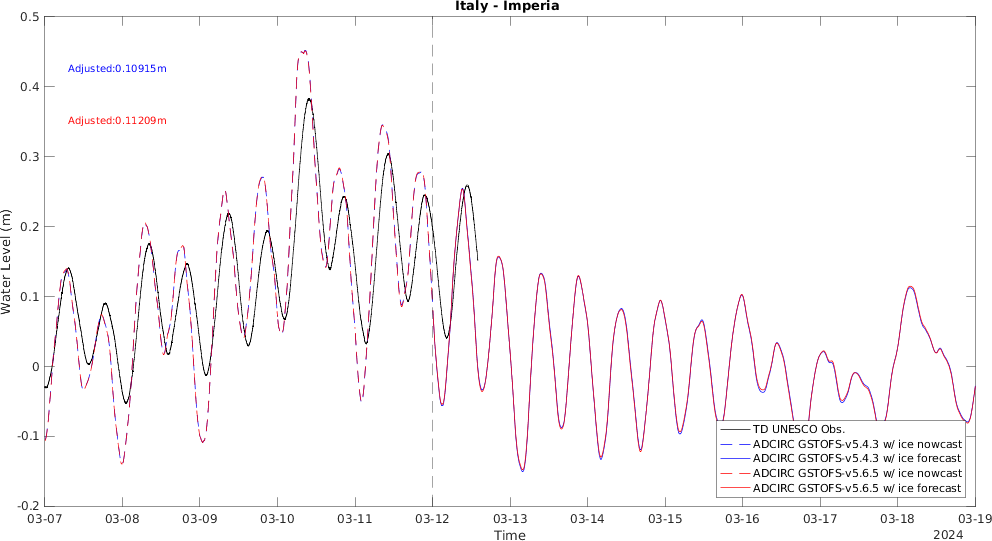 Italy - Imperia
0.5
0.4
0.3
0.2
0.1
0
-0.1
-0.2
Water Level (m)
Adjusted:0.10915m
Adjusted:0.11209m
TD UNESCO Obs.
ADCIRC GSTOFS-v5.4.3 w/ ice nowcast
ADCIRC GSTOFS-v5.4.3 w/ ice forecast
ADCIRC GSTOFS-v5.6.5 w/ ice nowcast
ADCIRC GSTOFS-v5.6.5 w/ ice forecast
03-07 03-08 03-09 03-10 03-11 03-12 03-13 03-14 03-15 03-16 03-17 03-18 03-19
Time
2024